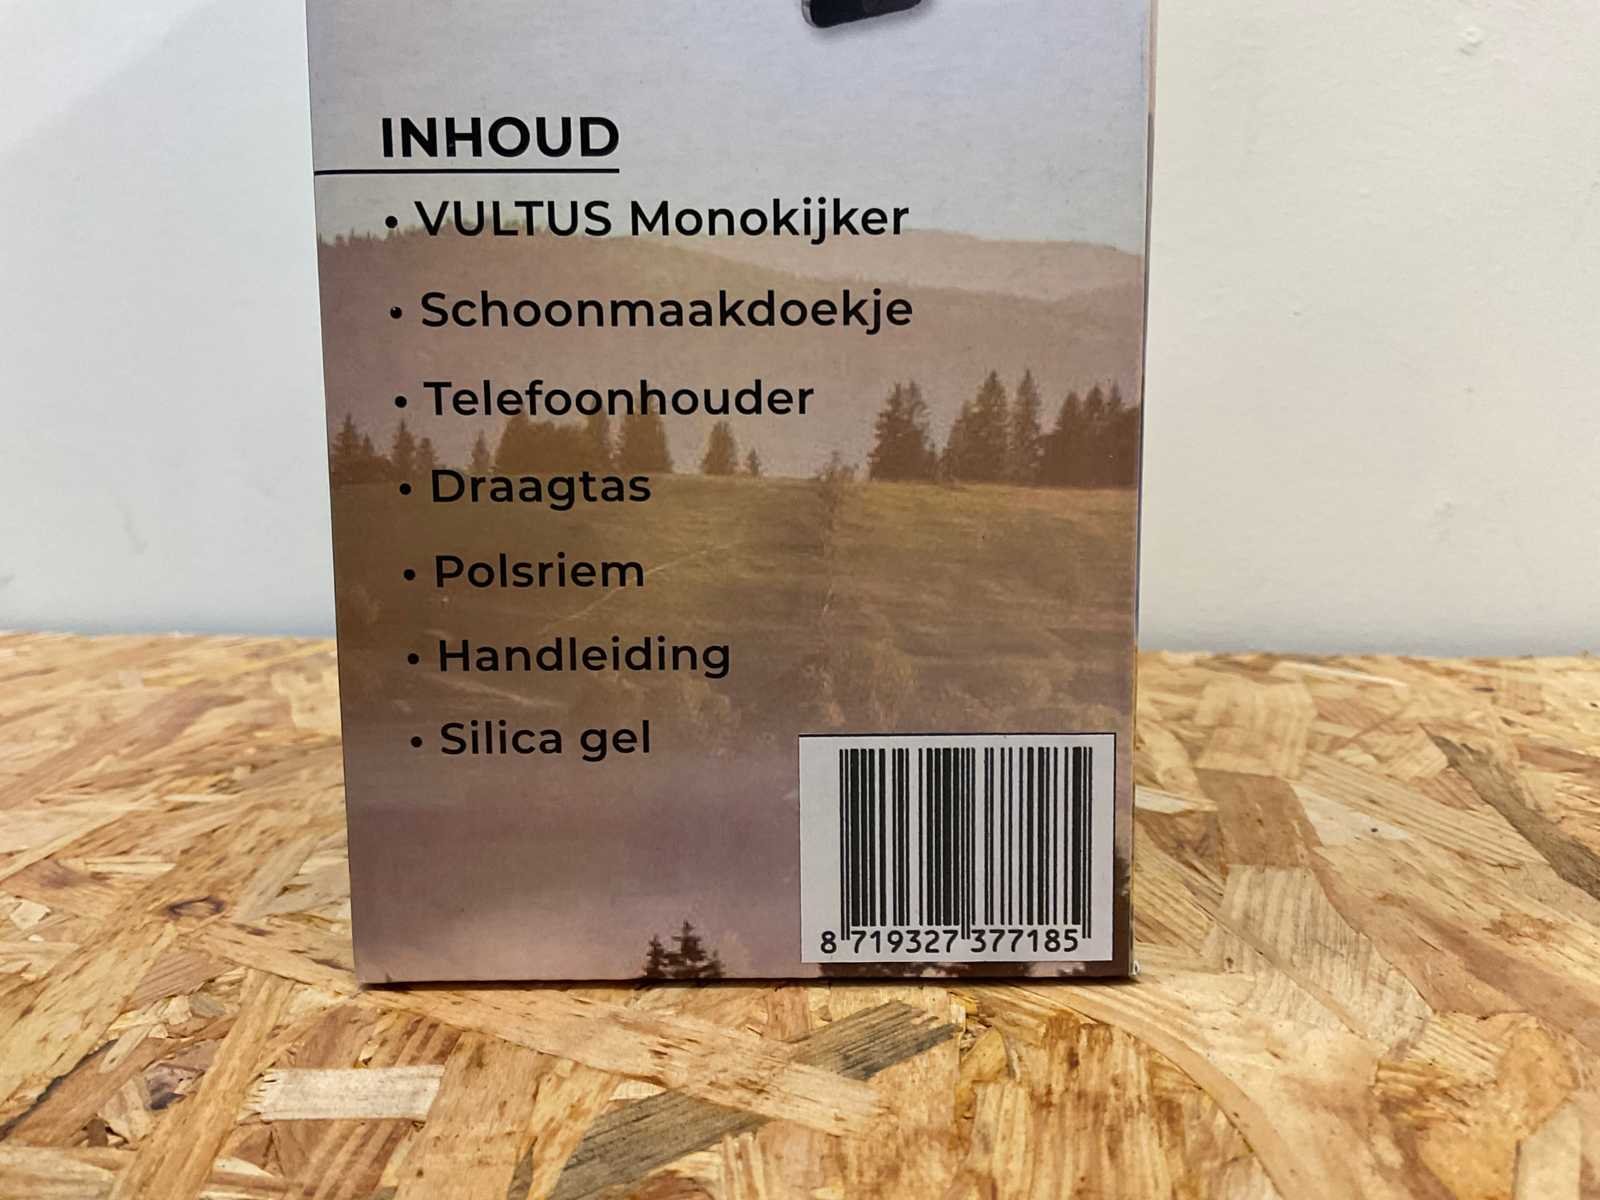 INHOUD
• VULTUS Monokijker
• Schoonmaakdoekje
• Telefoonhouder
• Draagtas
• Polsriem
• Handleiding
• Silica gel
8 719327 377185